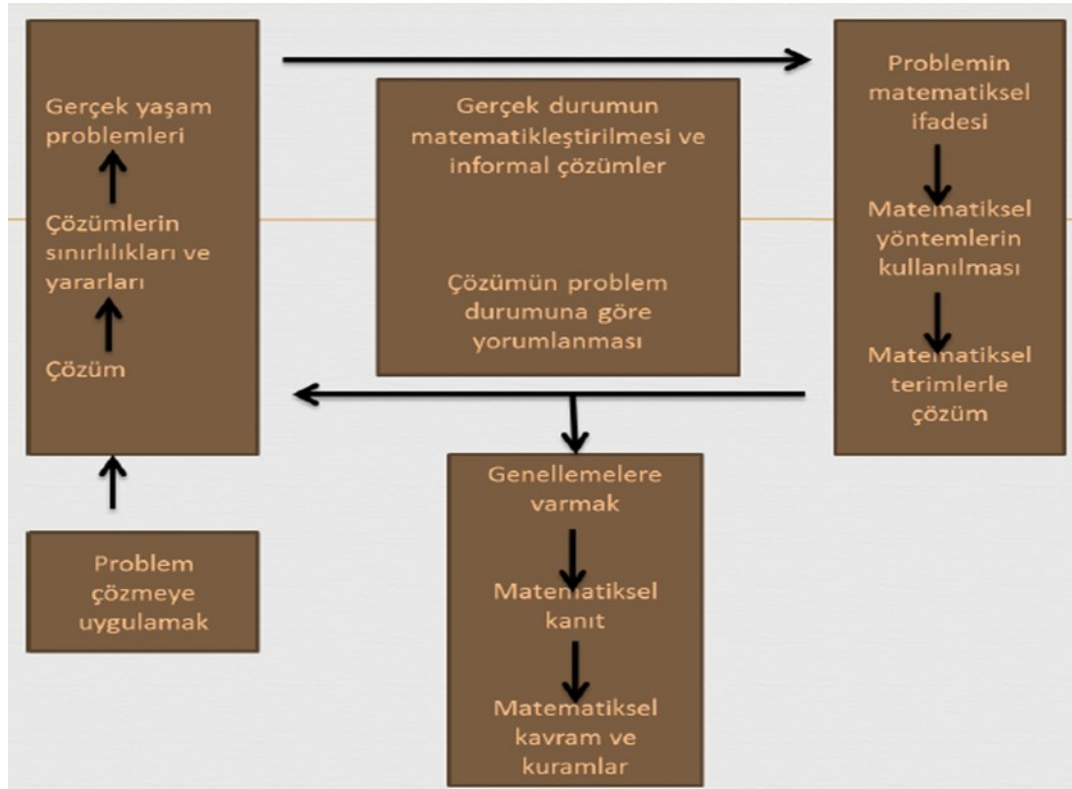 Gerçek yaşam
problemleri
Çözümlerin
sınırlılıkları ve
yararları
Çözüm
Gerçek durumun
matematikleştirilmesi ve
informal çözümler
Çözümün problem
durumuna göre
yorumlanması
Problemin
matematiksel
ifadesi
Matematiksel
yöntemlerin
kullanılması
Matematiksel
terimlerle
çözüm
Problem
çözmeye
uygulamak
Genellemelere
varmak
Matematiksel
kanıt
Matematiksel
kavram ve
kuramlar